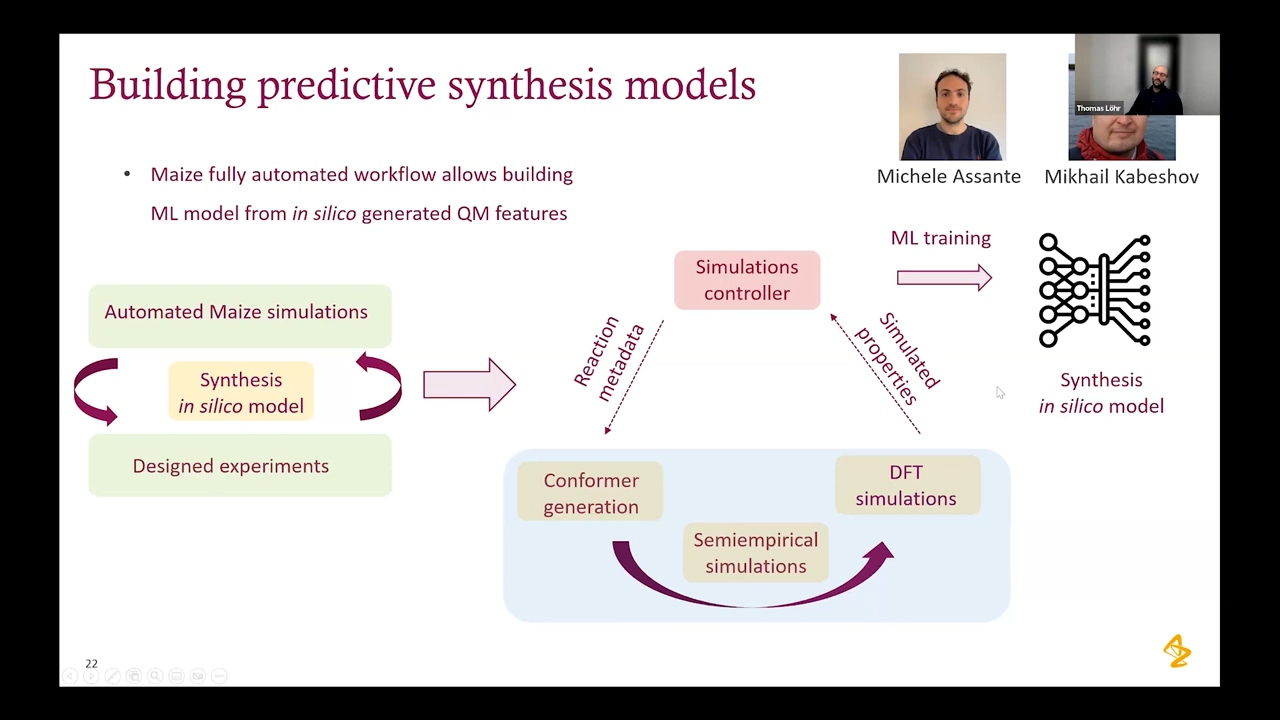 Building predictive synthesis models
Thomas Löhr
Michele Assante
Mikhail Kabeshov
• Maize fully automated workflow allows building
ML model from in silico generated QM features
Automated Maize simulations
Synthesis
in silico model
Designed experiments
Simulations
controller
Reaction
metadata
Simulated
properties
Conformer
generation
Semiempirical
simulations
DFT
simulations
ML training
Synthesis
in silico model
22